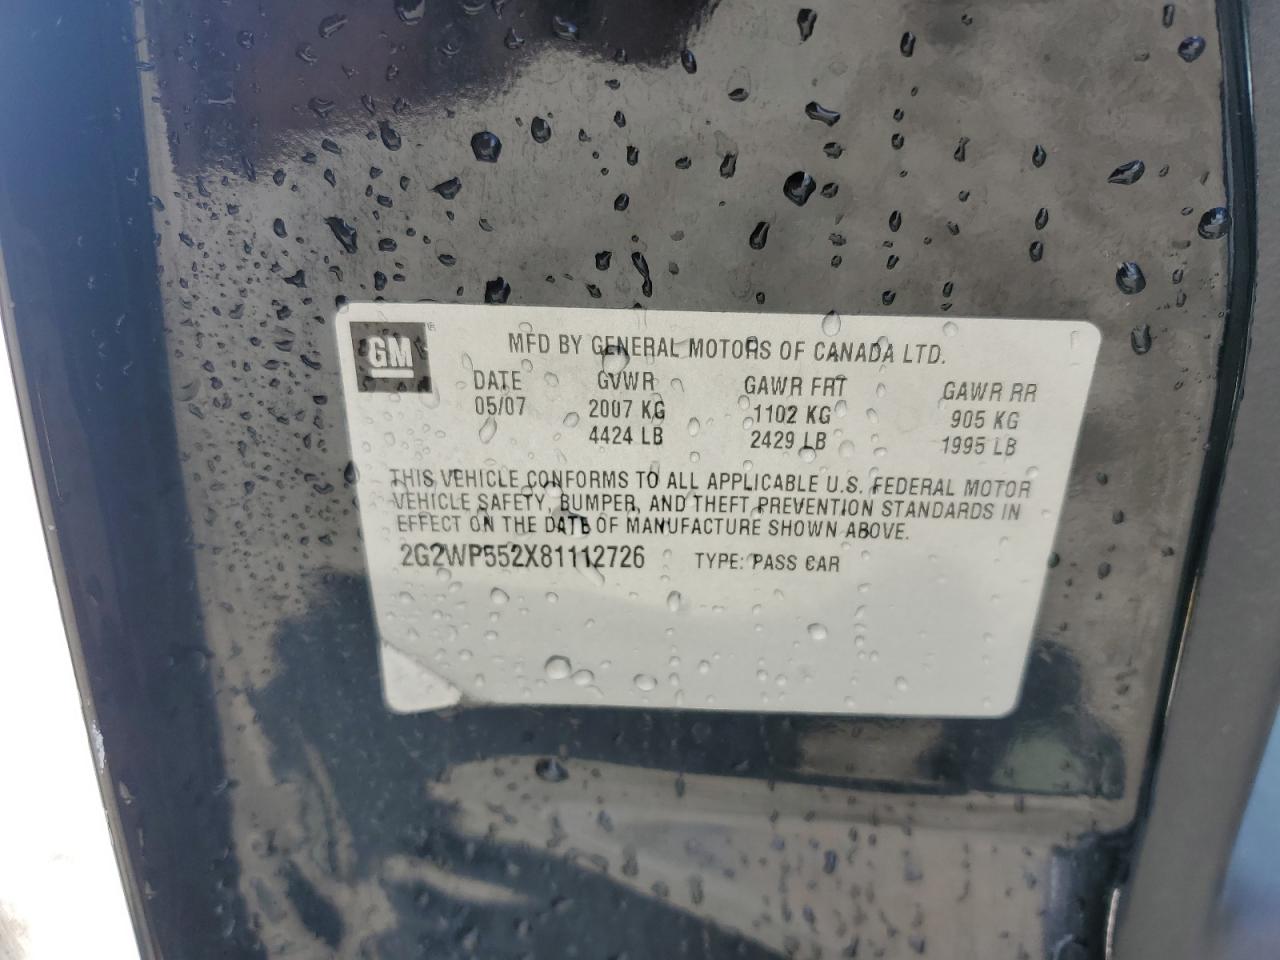 GM
MFD BY GENERAL MOTORS OF CANADA LTD.
DATE GVWR GAWR FRT GAWR RR
05/07 2007 KG 1102 KG 905 KG
4424 LB 2429 LB 1995 LB
THIS VEHICLE CONFORMS TO ALL APPLICABLE U.S. FEDERAL MOTOR
VEHICLE SAFETY, BUMPER, AND THEFT PREVENTION STANDARDS IN
EFFECT ON THE DATE OF MANUFACTURE SHOWN ABOVE.
2G2WP552X81112726 TYPE: PASS CAR